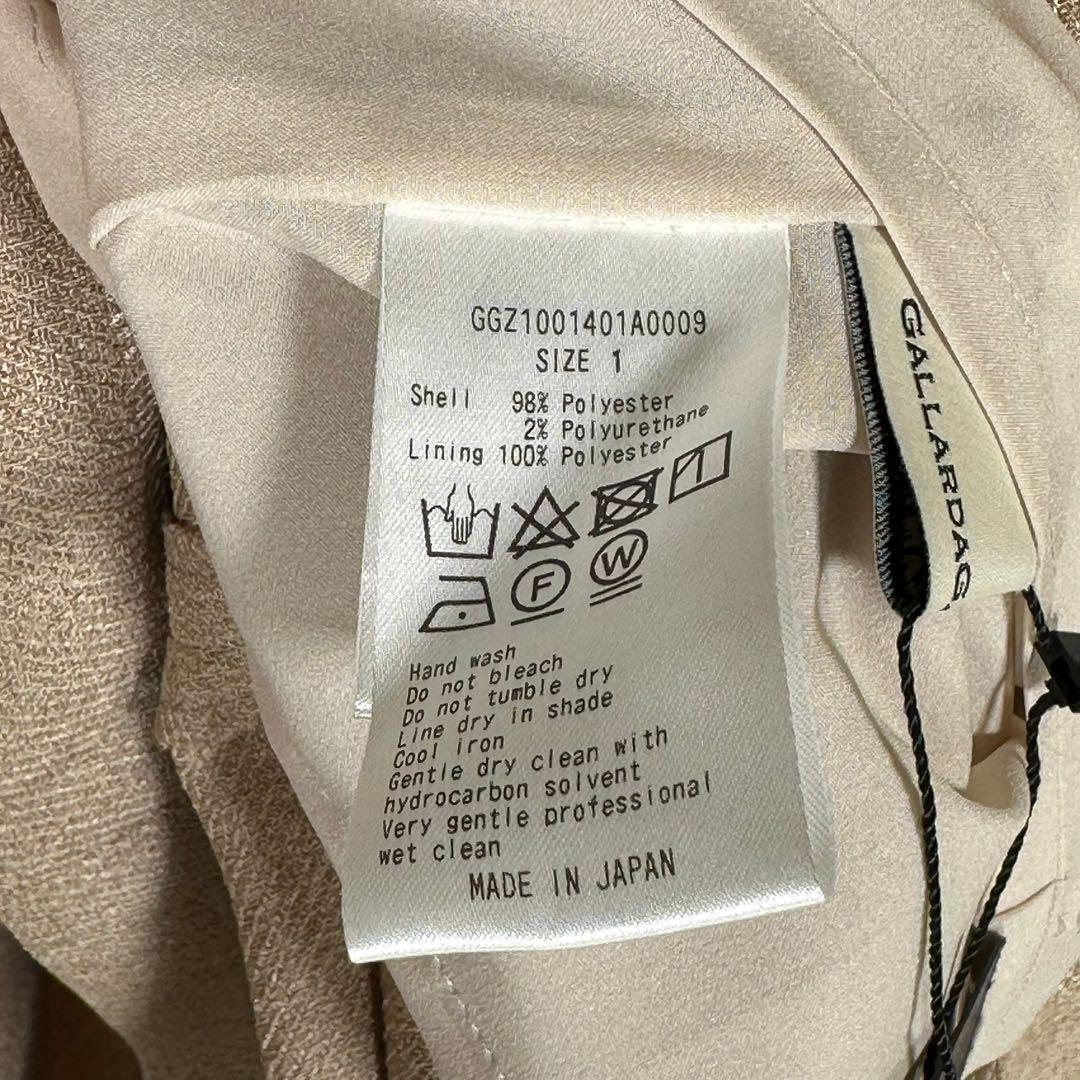 GGZ1001401A0009
SIZE 1
Shell 98% Polyester
2% Polyurethane
Lining 100% Polyester
F
W
Hand wash
Do not bleach
Do not tumble dry
Line dry in shade
Cool iron
Gentle dry clean with
hydrocarbon solvent
Very gentle professional
wet clean
MADE IN JAPAN
GALLARDAG